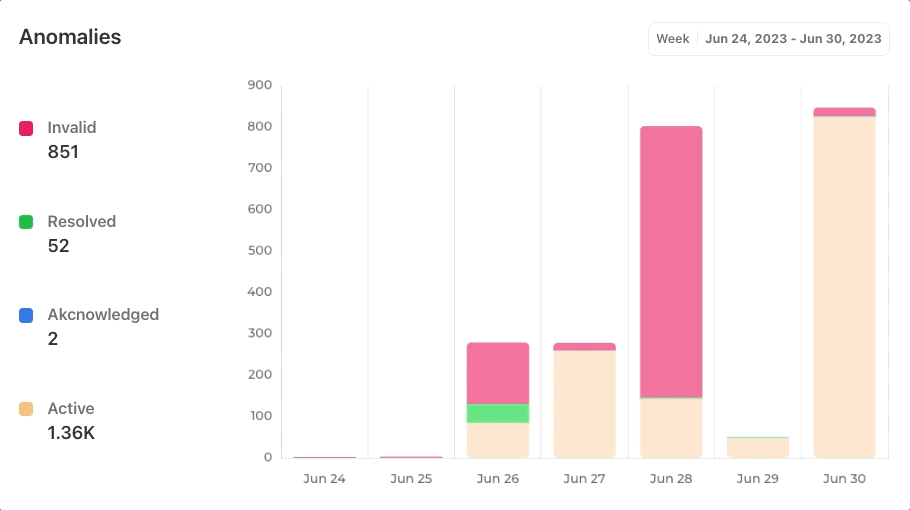 Anomalies
Week Jun 24, 2023 - Jun 30, 2023
Invalid
851
Resolved
52
Akcnowledged
2
Active
1.36K
900
800
700
600
500
400
300
200
100
0
Jun 24 Jun 25 Jun 26 Jun 27 Jun 28 Jun 29 Jun 30